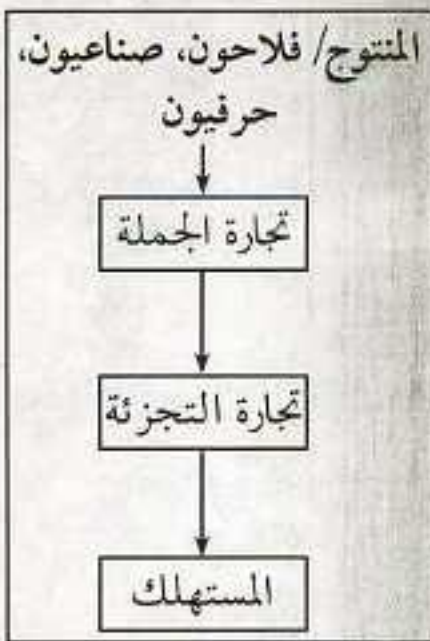 المنتوج/ فلاحون، صناعيون،
حرفيون
تجارة الجملة
تجارة التجزئة
المستهلك